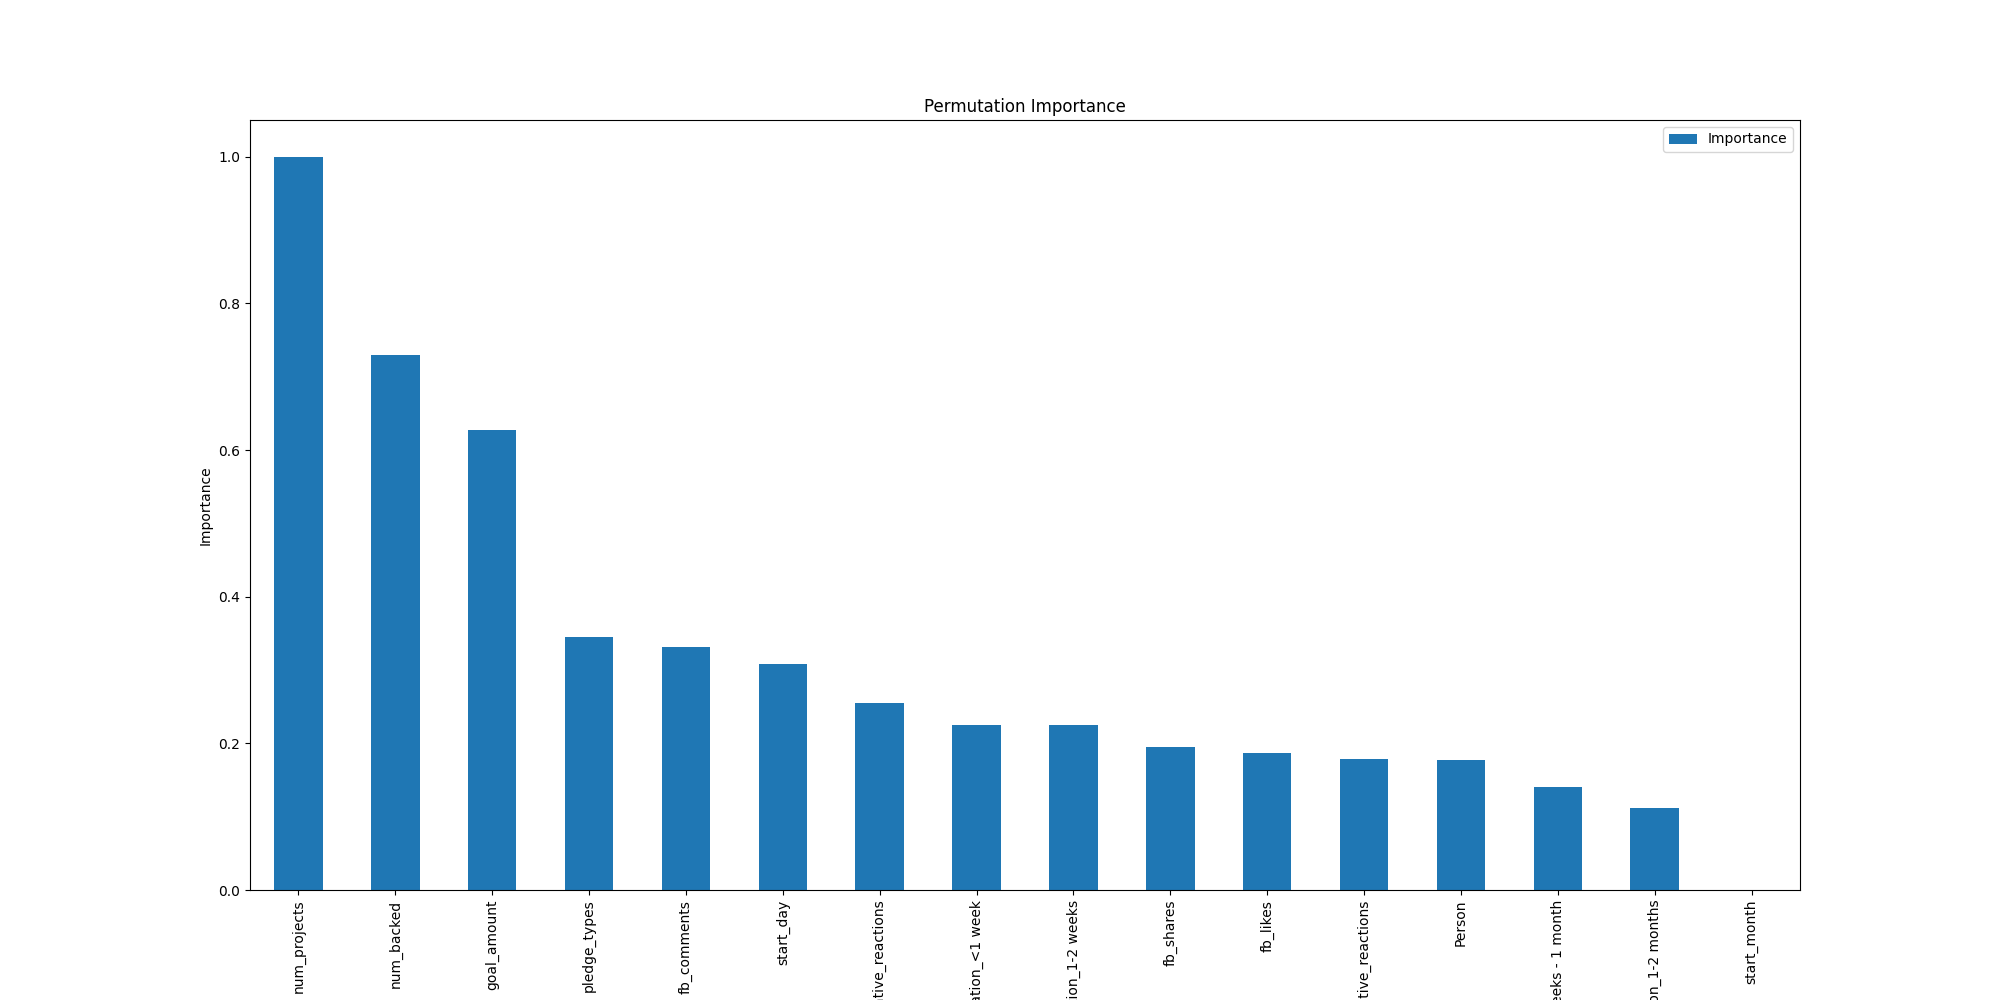 Permutation Importance
Importance
1.0
0.8
0.6
0.4
0.2
0.0
Importance
num_projects
num_backed
goal_amount
pledge_types
fb_comments
start_day
tive_reactions
ation_<1 week
ion_1-2 weeks
fb_shares
fb_likes
tive_reactions
Person
eeks - 1 month
on_1-2 months
start_month